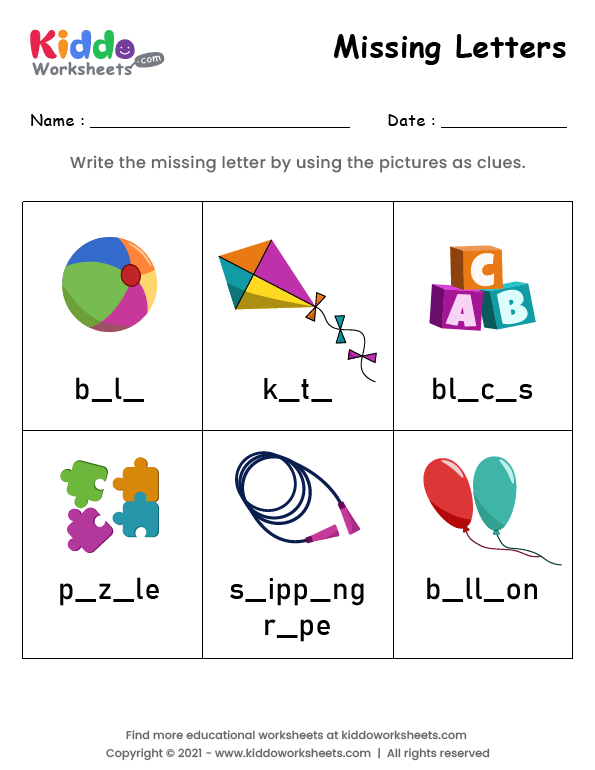 Kiddo
Worksheets.com
Missing Letters
Name : ____________________ Date : __________
Write the missing letter by using the pictures as clues.
C
A B
b_l_ k_t_ bl_c_s
p_z_le s_ipp_ng b_ll_on
r_pe
Find more educational worksheets at kiddoworksheets.com
Copyright © 2021 - www.kiddoworksheets.com | All rights reserved